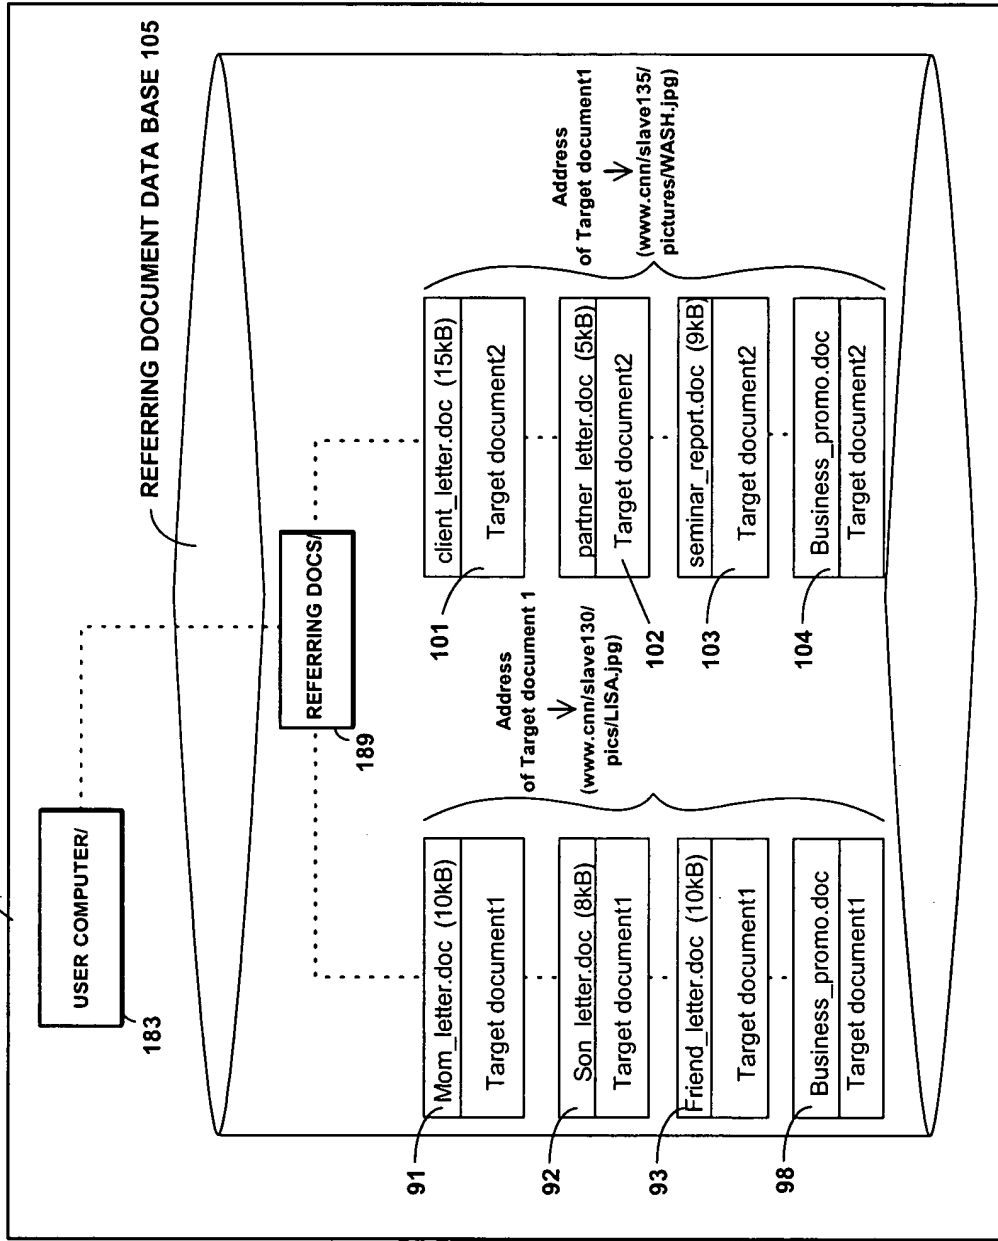 REFERRING DOCUMENT DATA BASE 105
USER COMPUTER/
183
REFERRING DOCS/
189
91
Mom_letter.doc (10kB)
Target document1
92
Son letter.doc (8kB)
Target document1
93
Friend_letter.doc (10kB)
Target document1
98
Business_promo.doc
Target document1
Address
of Target document 1
(www.cnn/slave130/
pics/LISA.jpg)
101
client_letter.doc (15kB)
Target document2
102
partner letter.doc (5kB)
Target document2
103
seminar_report.doc (9kB)
Target document2
104
Business_promo.doc
Target document2
Address
of Target document1
(www.cnn/slave135/
pictures/WASH.jpg)